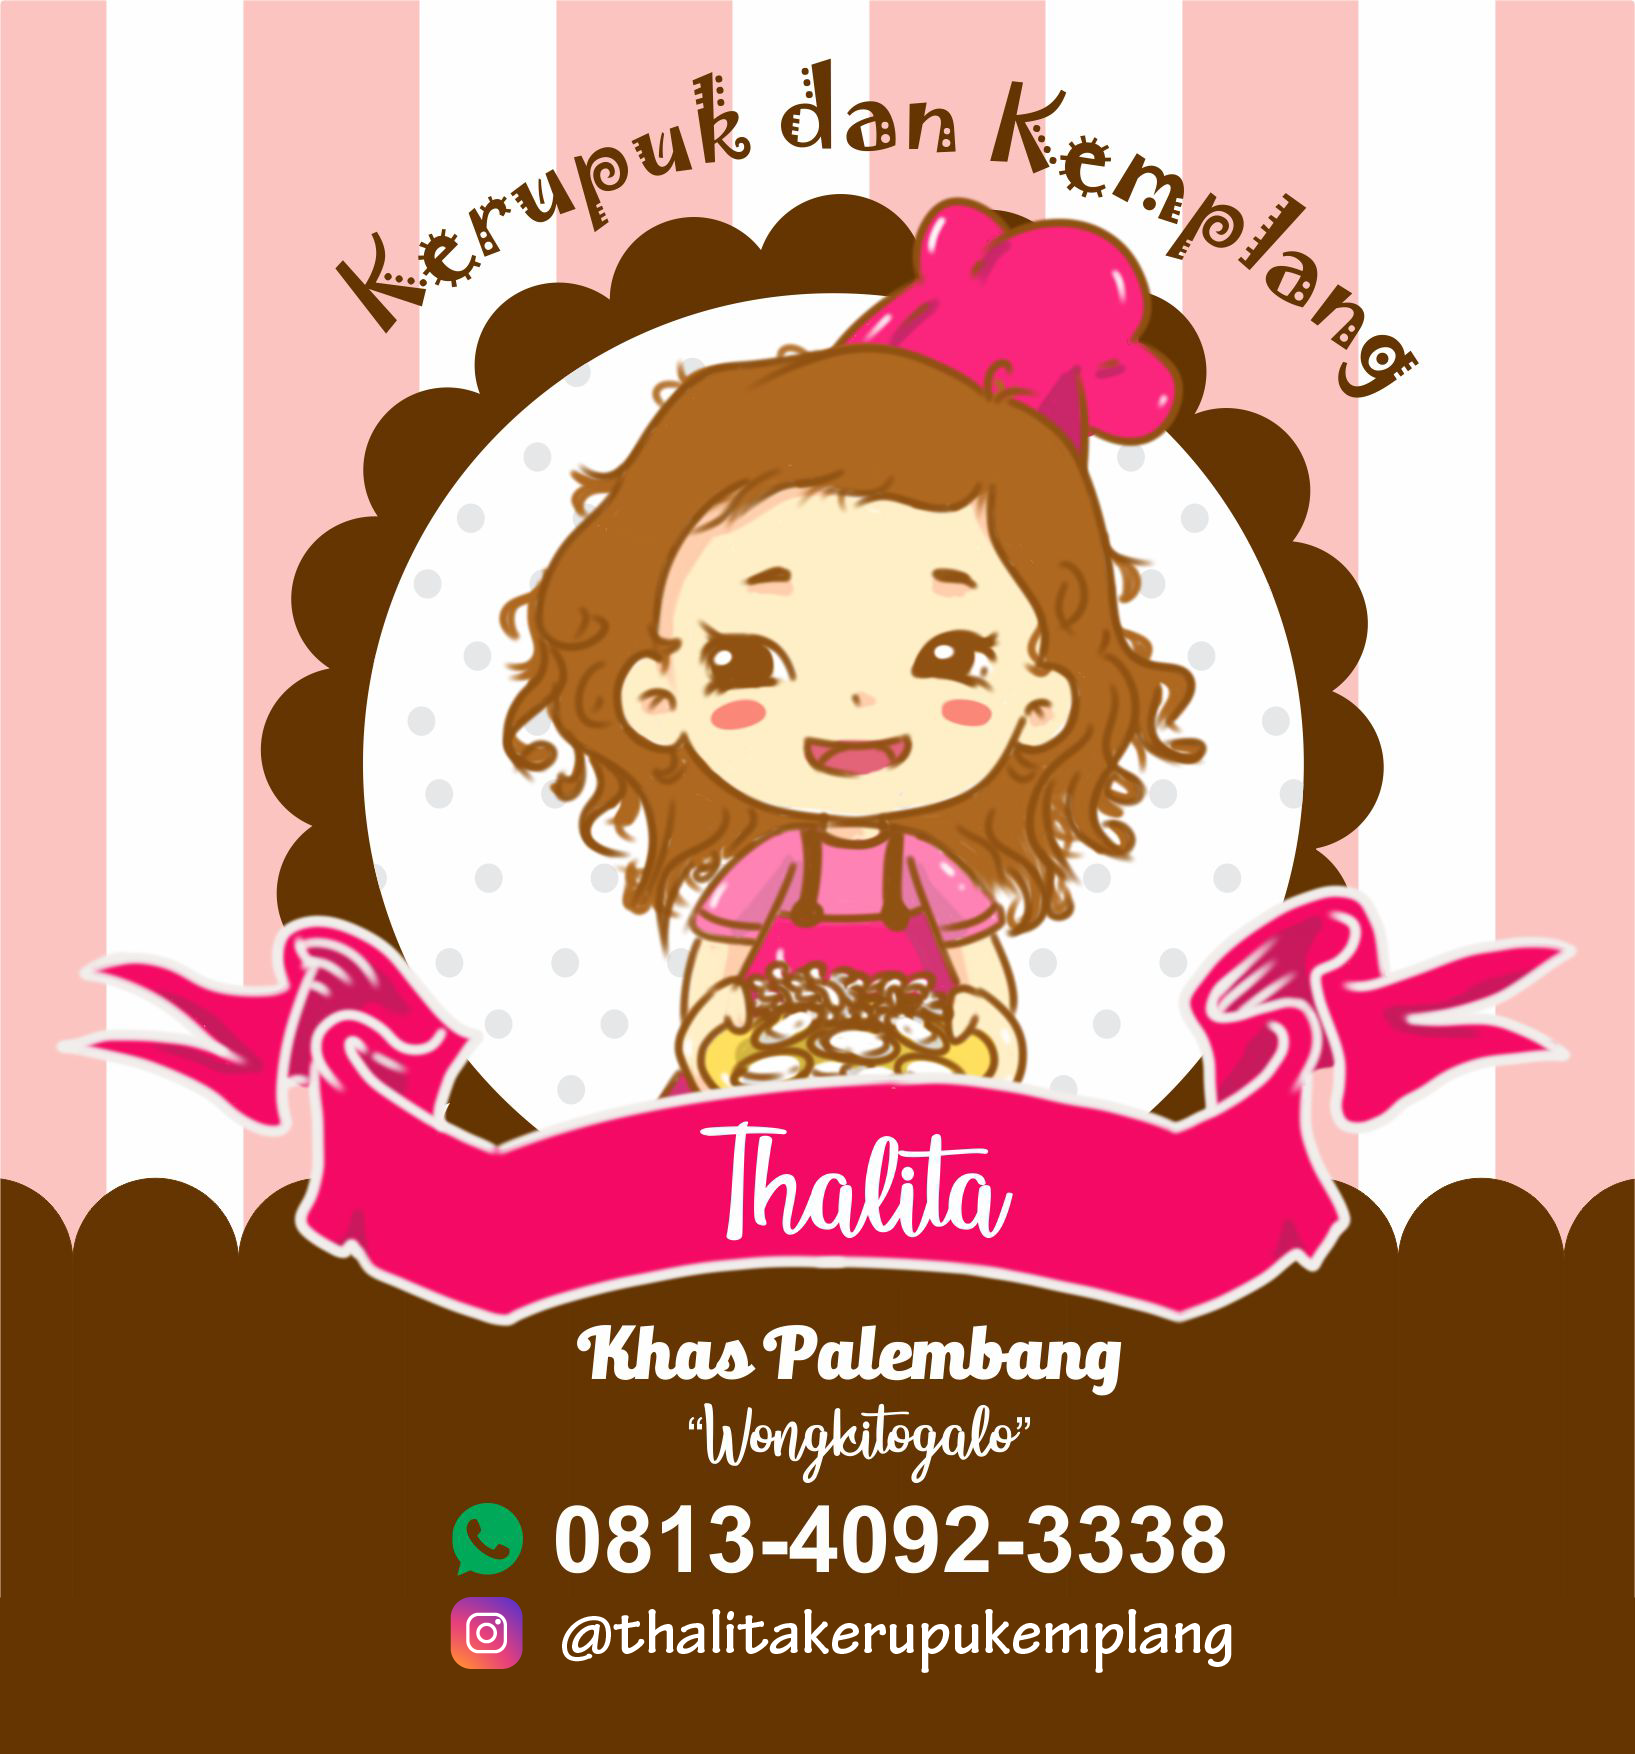 Kerupuk dan Kemplang
Thalita
Khas Palembang
“Wongkitogalo”
0813-4092-3338
@thalitakerupukemplang